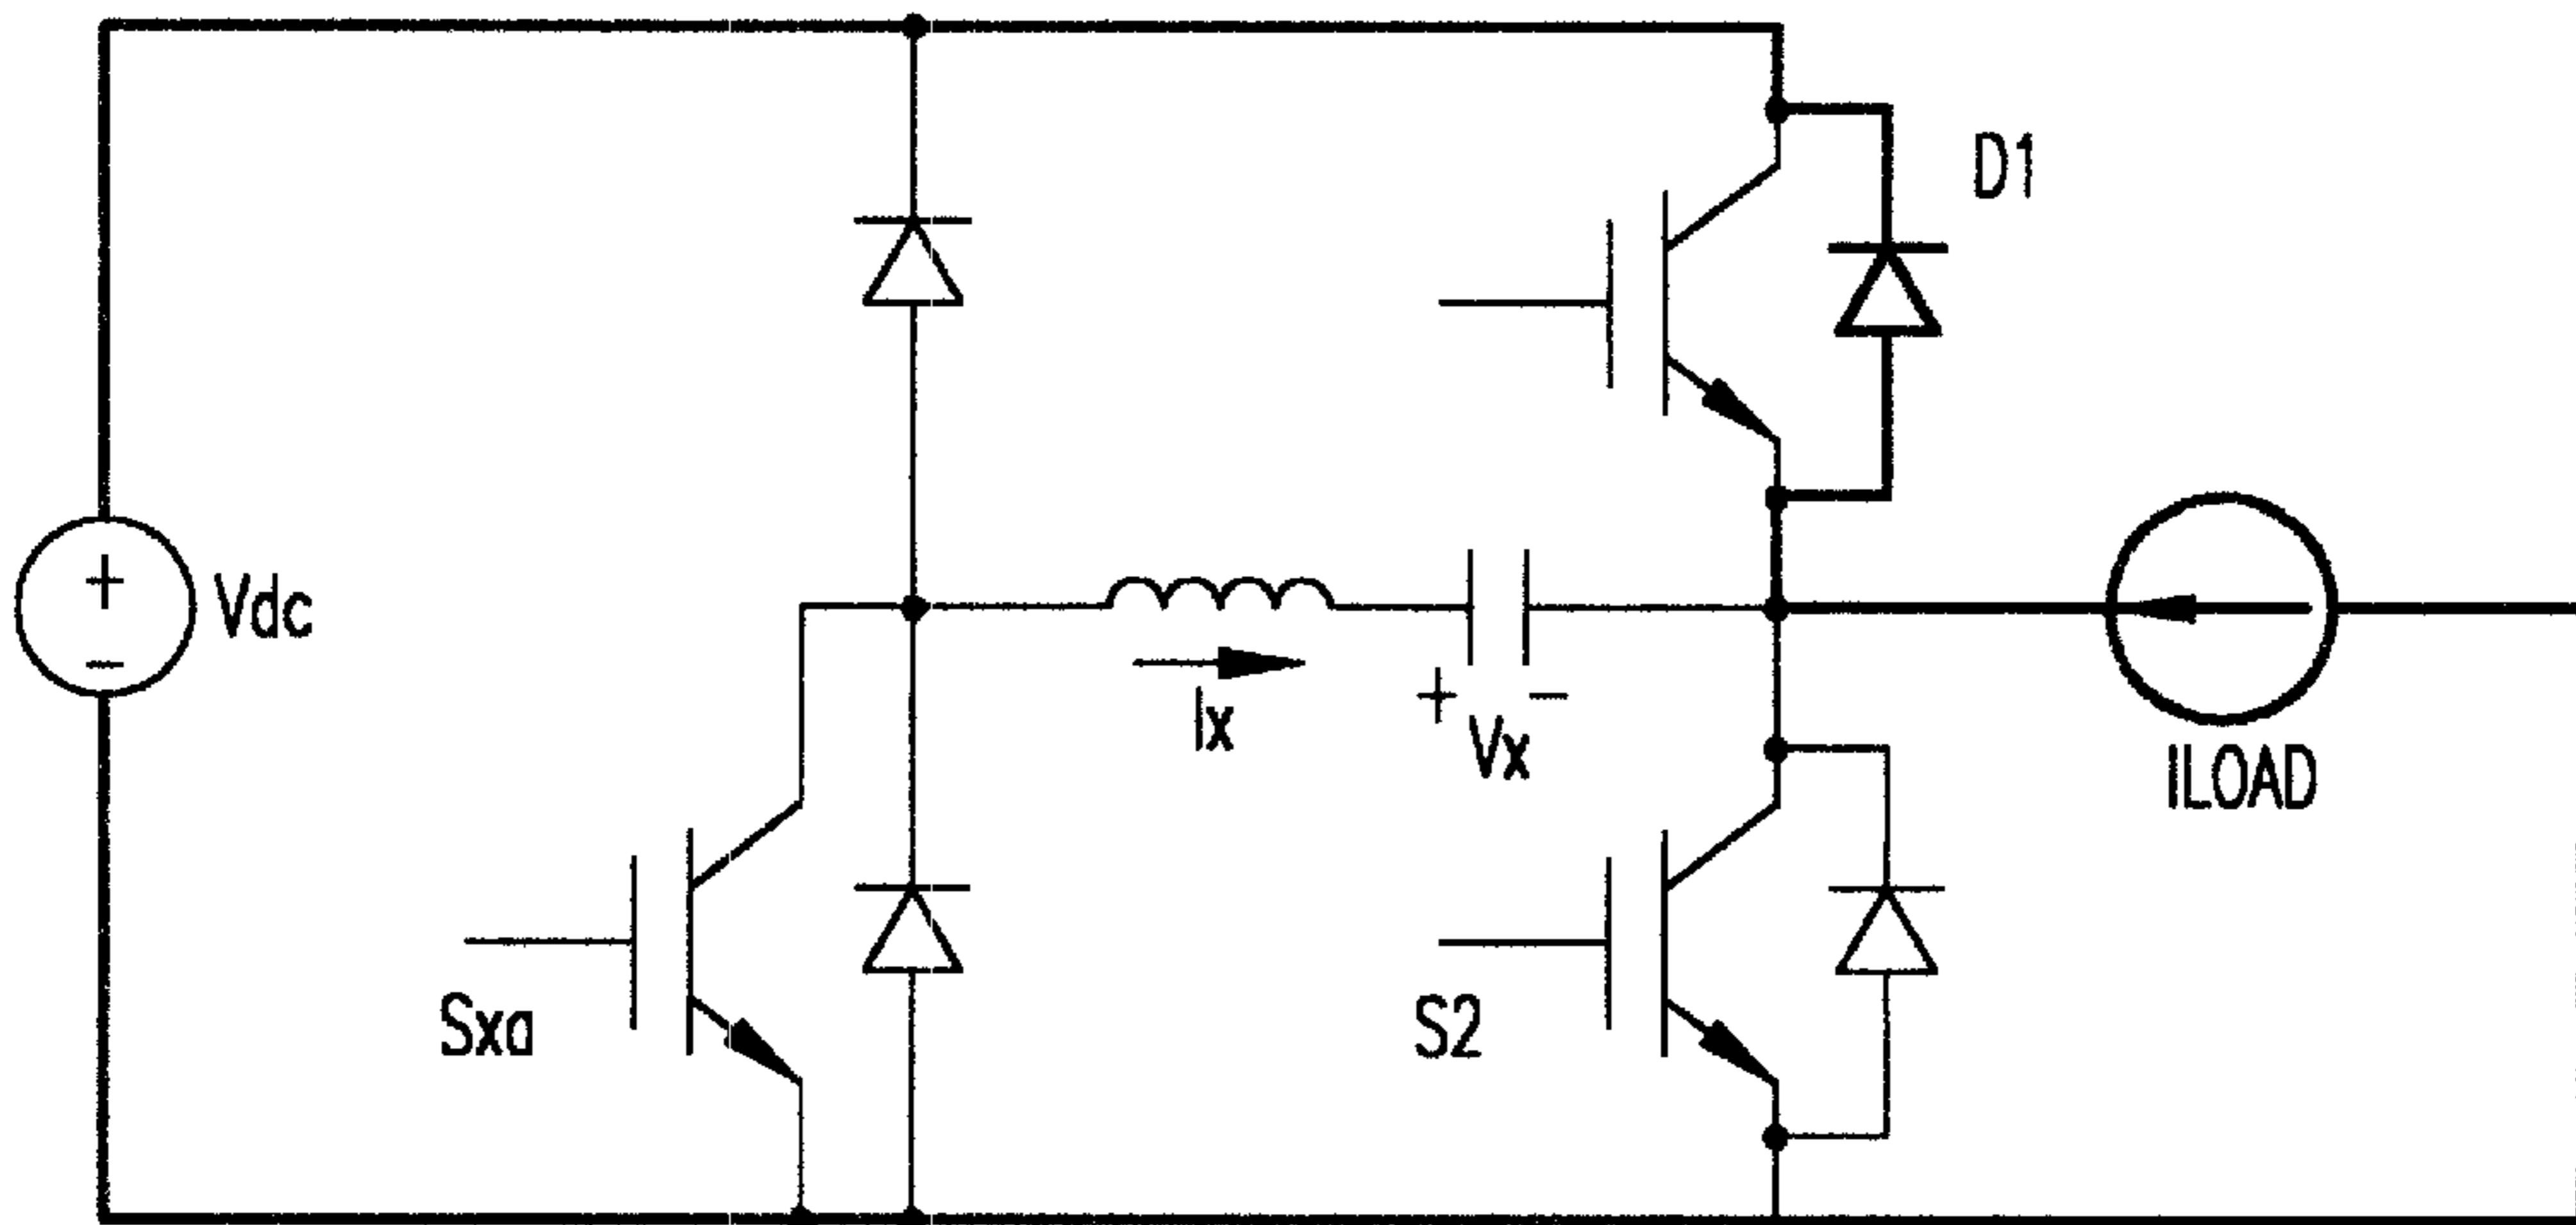 D1
+
Vdc
-
Ix
+ -
Vx
ILOAD
Sxa
S2